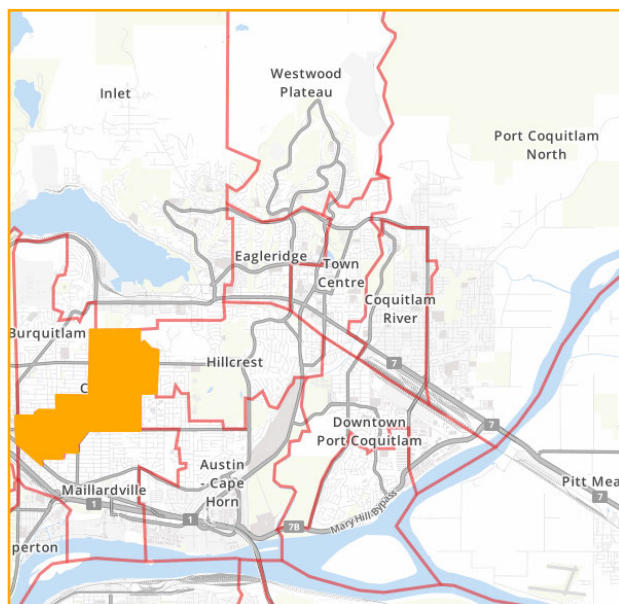 Westwood
Plateau
Inlet
Port Coquitlam
North
Eagleridge
Town
Centre
Coquitlam
River
Burquitlam
Hillcrest
7
C
Downtown
Port Coquitlam
7
Austin
- Cape
Horn
Maillardville
Pitt Mea
7
1
1
7B
Mary Hill Bypass
perton